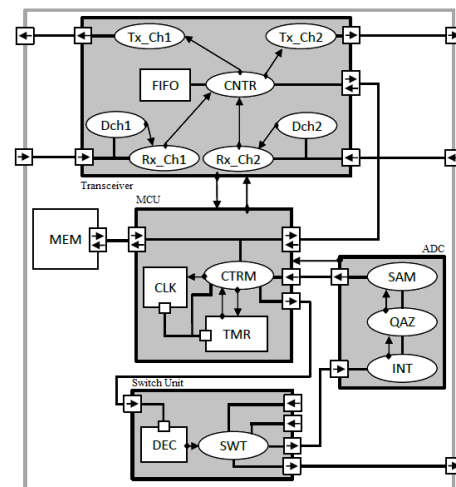 Tx_Ch1
Tx_Ch2
FIFO
CNTR
Dch1
Dch2
Rx_Ch1
Rx_Ch2
Transceiver
MCU
MEM
ADC
CLK
CTRM
SAM
TMR
QAZ
INT
Switch Unit
DEC
SWT